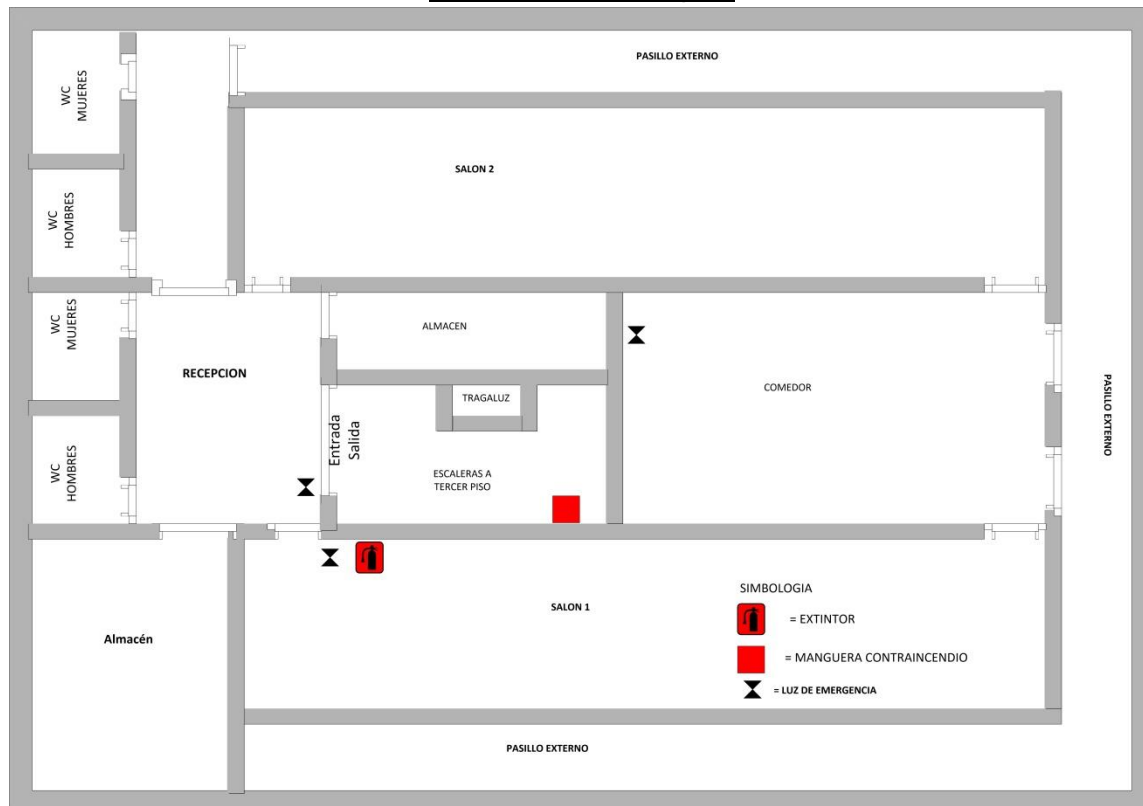 PASILLO EXTERNO
WC
MUJERES
SALON 2
WC
HOMBRES
WC
MUJERES
ALMACEN
RECEPCION
COMEDOR
TRAGALUZ
PASILLO EXTERNO
Entrada
Salida
WC
HOMBRES
ESCALERAS A
TERCER PISO
SIMBOLOGIA
SALON 1
= EXTINTOR
Almacén
= MANGUERA CONTRAINCENDIO
= LUZ DE EMERGENCIA
PASILLO EXTERNO